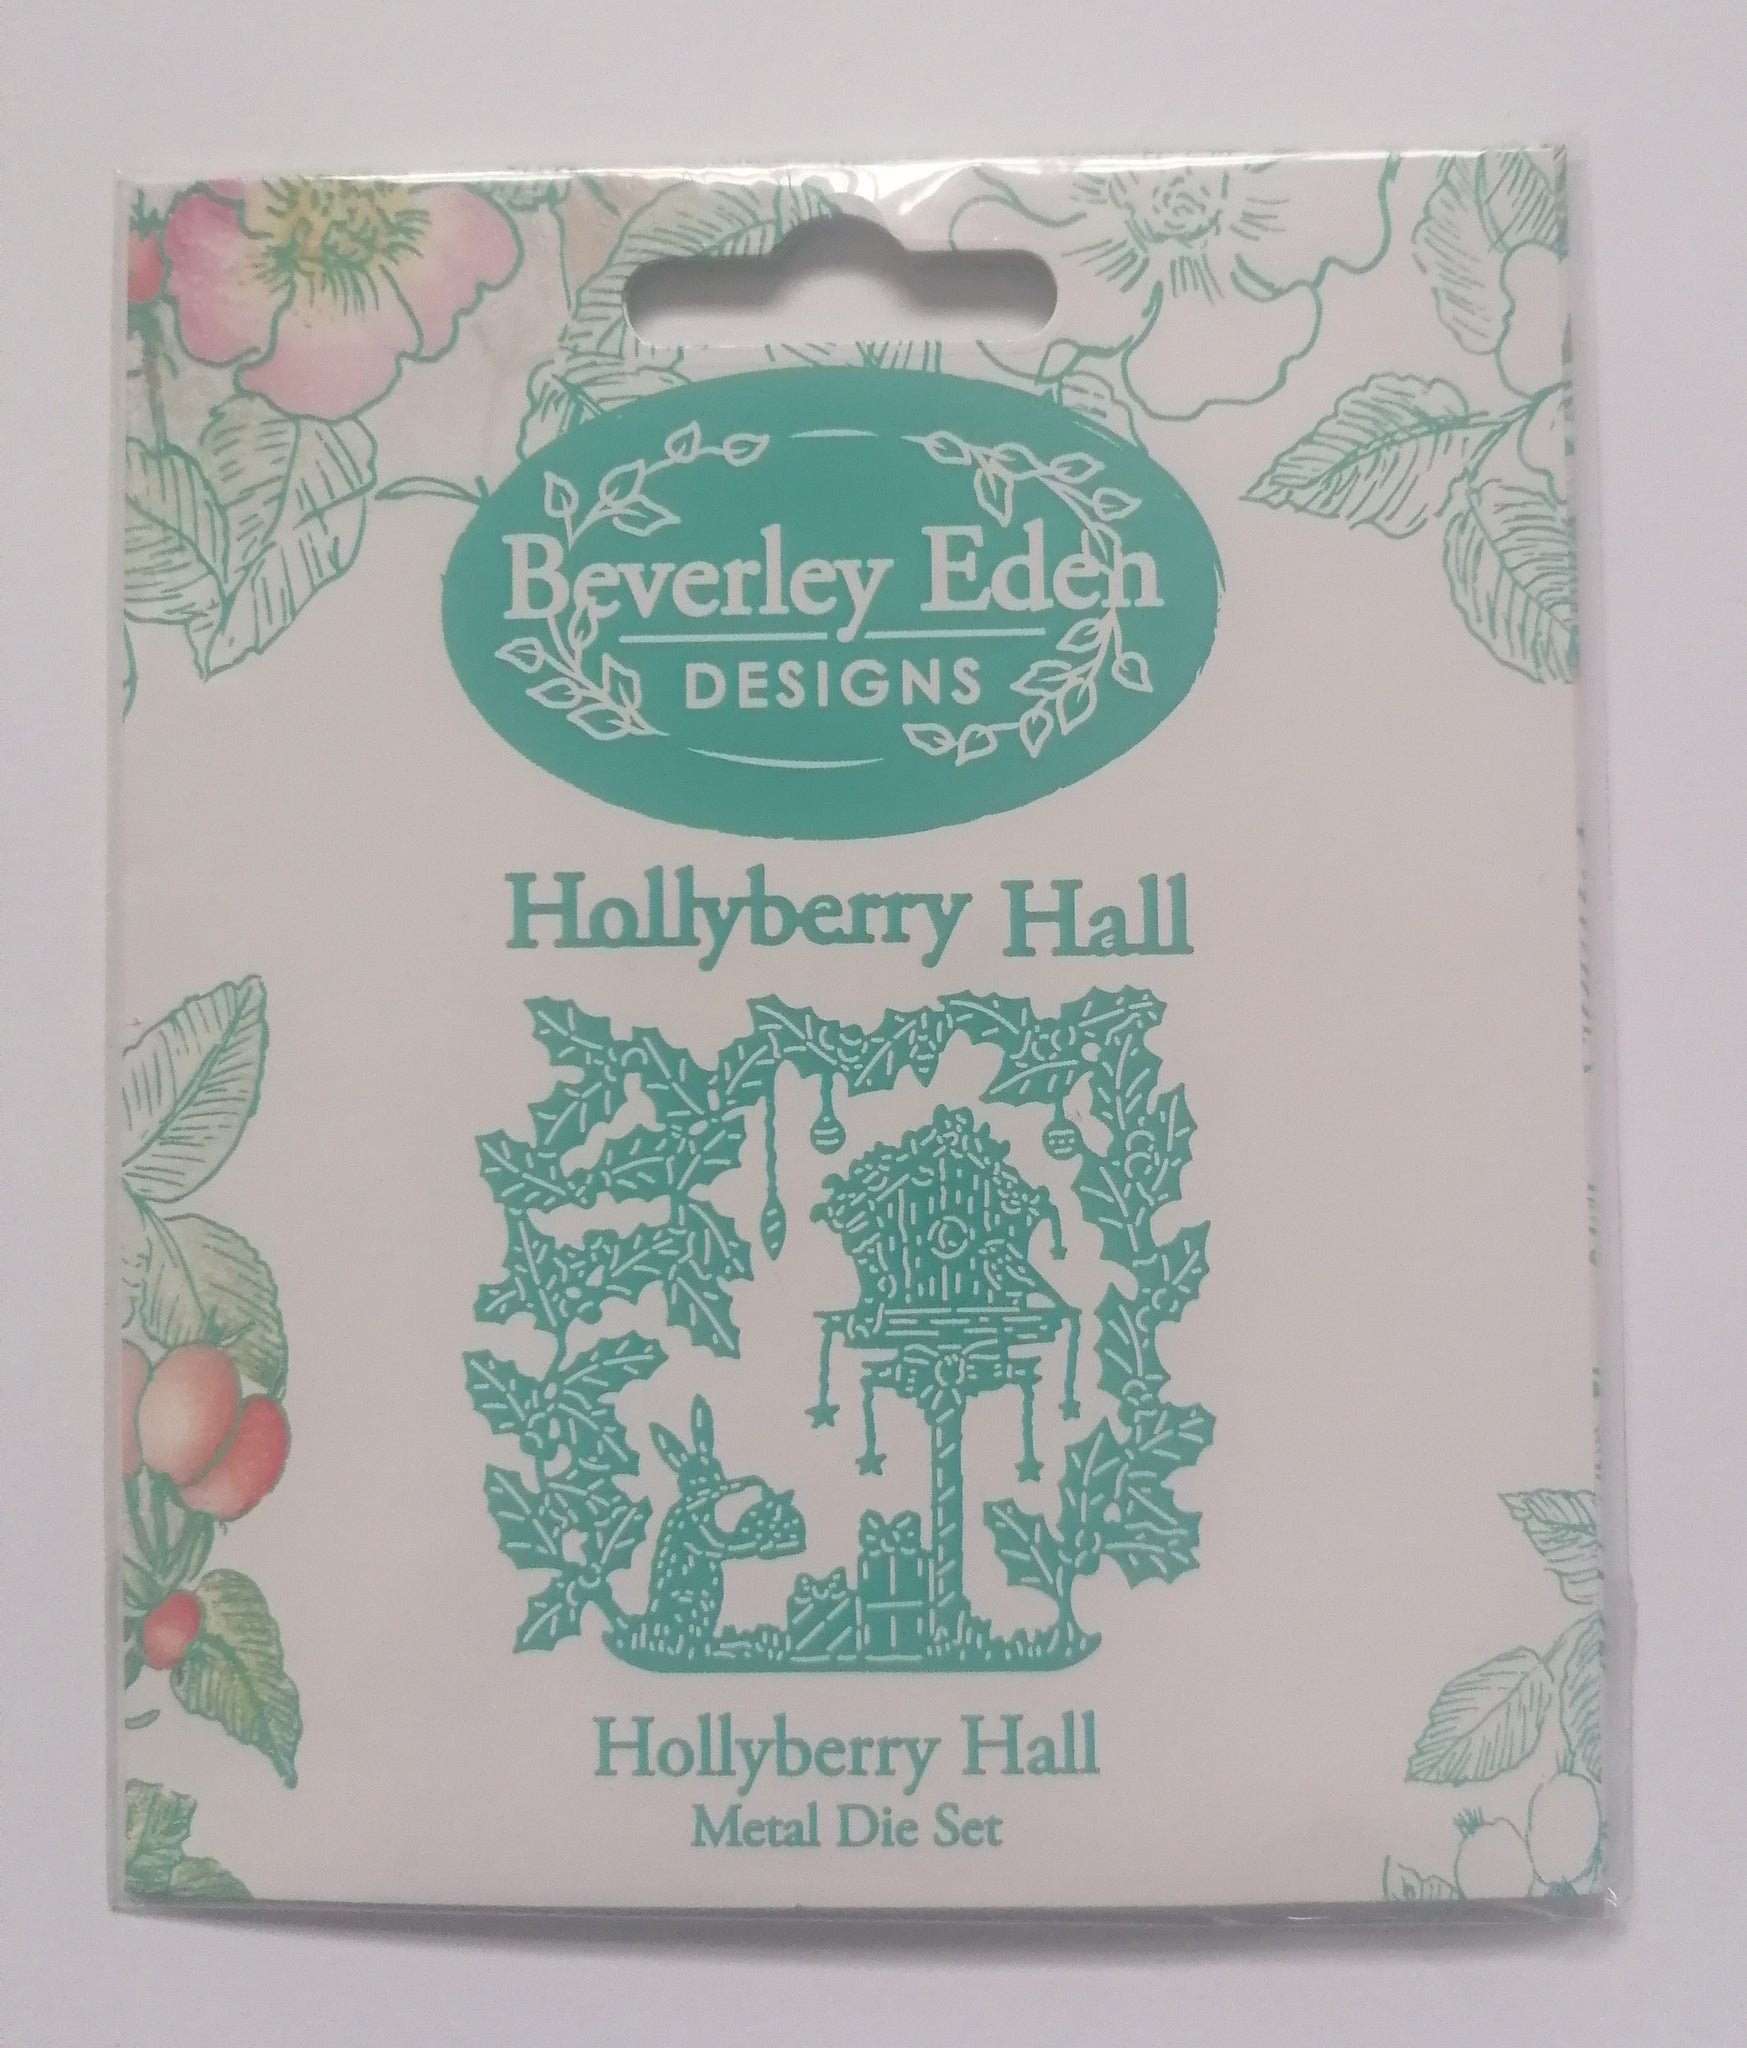 Beverley Eden
DESIGNS
Hollyberry Hall
Hollyberry Hall
Metal Die Set